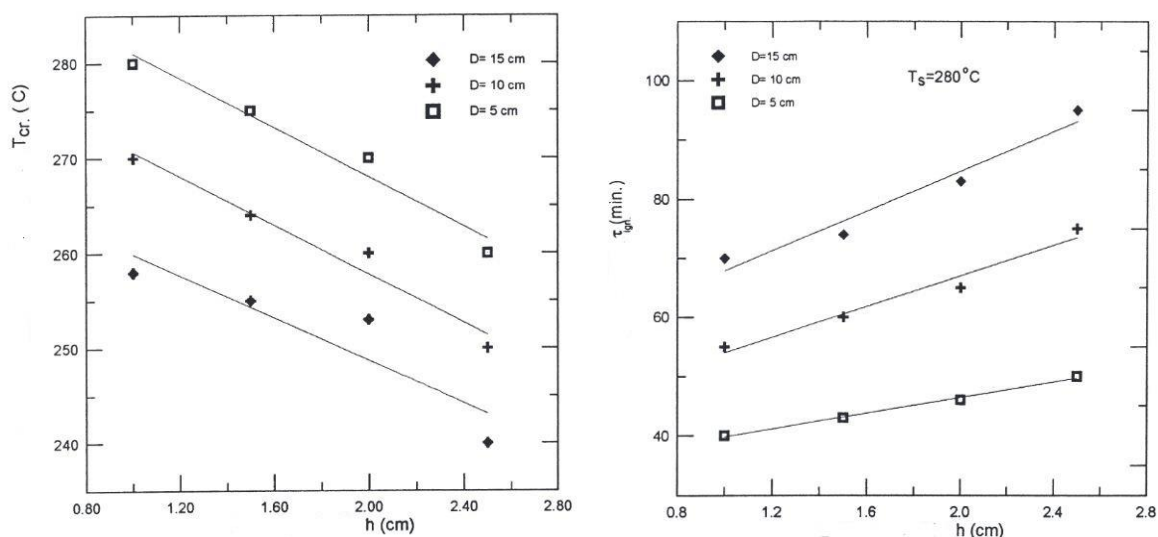 280
270
260
250
240
0.80
1.20
1.60
2.00
2.40
2.80
h (cm)
Tcr. ( C)
D= 15 cm
D= 10 cm
D= 5 cm
100
80
60
40
0.8
1.2
1.6
2.0
2.4
2.8
h (cm)
τign.(min.)
D= 15 cm
D= 10 cm
D= 5 cm
Ts=280°C